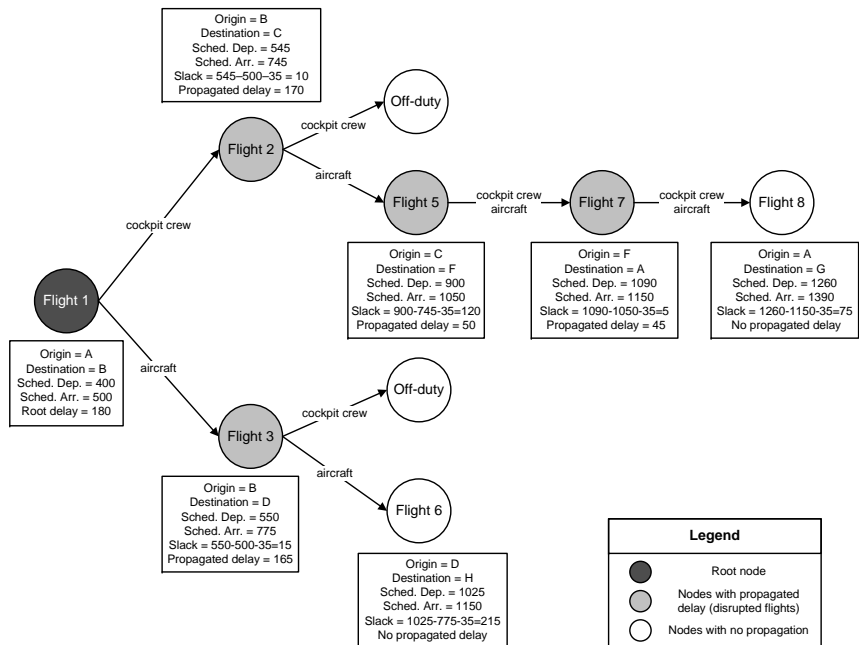 Origin = B
Destination = C
Sched. Dep. = 545
Sched. Arr. = 745
Slack = 545–500–35 = 10
Propagated delay = 170
Off-duty
cockpit crew
Flight 2
aircraft
Flight 5
cockpit crew
aircraft
Flight 7
cockpit crew
aircraft
Flight 8
cockpit crew
Origin = C
Destination = F
Sched. Dep. = 900
Sched. Arr. = 1050
Slack = 900-745-35=120
Propagated delay = 50
Origin = F
Destination = A
Sched. Dep. = 1090
Sched. Arr. = 1150
Slack = 1090-1050-35=5
Propagated delay = 45
Origin = A
Destination = G
Sched. Dep. = 1260
Sched. Arr. = 1390
Slack = 1260-1150-35=75
No propagated delay
Flight 1
Origin = A
Destination = B
Sched. Dep. = 400
Sched. Arr. = 500
Root delay = 180
aircraft
Off-duty
cockpit crew
Flight 3
aircraft
Origin = B
Destination = D
Sched. Dep. = 550
Sched. Arr. = 775
Slack = 550-500-35=15
Propagated delay = 165
Flight 6
Origin = D
Destination = H
Sched. Dep. = 1025
Sched. Arr. = 1150
Slack = 1025-775-35=215
No propagated delay
Legend
Root node
Nodes with propagated
delay (disrupted flights)
Nodes with no propagation